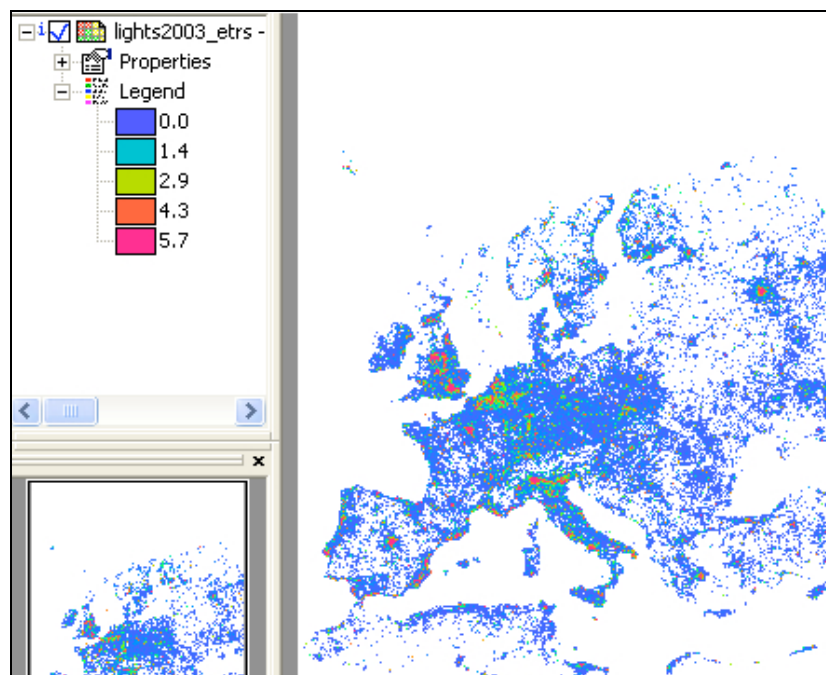 lights2003_etrs -
Properties
Legend
0.0
1.4
2.9
4.3
5.7